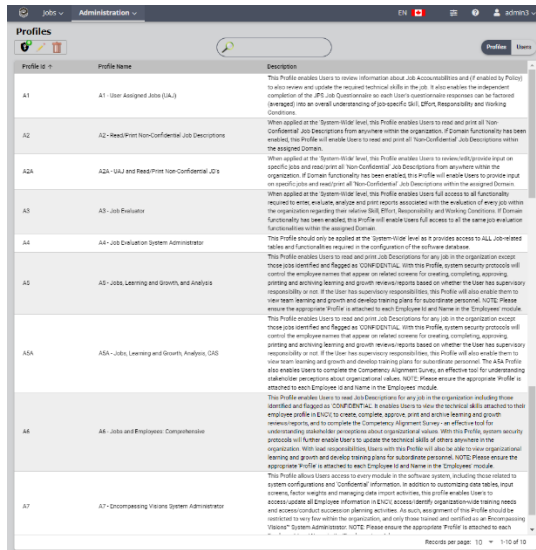 Jobs Administration EN admin3
Profiles
Profiles Users
Profile Id ↑ Profile Name Description
This Profile enables Users to review information about Job Accountabilities and (if enabled by Policy)
to also review and update the required technical skills in the job. It also enables the independent
A1 A1 - User Assigned Jobs (UAJ) completion of the JPS Job Questionnaire so each User's questionnaire responses can be factored
(averaged) into an overall understanding of job-specific Skill, Effort, Responsibility and Working
Conditions.
When applied at the 'System-Wide' level, this Profile enables Users to read and print all 'Non-
A2 A2 - Read/Print Non-Confidential Job Descriptions Confidential' Job Descriptions from anywhere within the organization. If Domain functionality has been
enabled, this Profile will enable Users to read and print all 'Non-Confidential' Job Descriptions within
the assigned Domain.
When applied at the 'System-Wide' level, this Profile enables Users to review/edit/provide input on
A2A A2A - UAJ and Read/Print Non-Confidential JD's specific jobs and read/print all 'Non-Confidential' Job Descriptions from anywhere within the
organization. If Domain functionality has been enabled, this Profile will enable Users to provide input
on specific jobs and read/print all 'Non-Confidential' Job Descriptions within the assigned Domain.
When applied at the 'System-Wide' level, this Profile enables Users full access to all functionality
required to enter, evaluate, analyze and print reports associated with the evaluation of every job within
A3 A3 - Job Evaluator the organization regarding their relative Skill, Effort, Responsibility and Working Conditions. If Domain
functionality has been enabled, this Profile will enable Users full access to all the same job evaluation
functionalities within the assigned Domain
A4 A4 - Job Evaluation System Administrator This Profile should only be applied at the 'System-Wide' level as it provides access to ALL Job-related
tables and functionalities required in the configuration of the software database.
This Profile enables Users to read and print Job Descriptions for any job in the organization except
those jobs identified and flagged as 'CONFIDENTIAL'. With this Profile, system security protocols will
control the employee names that appear on related screens for creating, completing, approving,
A5 A5 - Jobs, Learning and Growth, and Analysis printing and archiving learning and growth reviews/reports based on whether the User has supervisory
responsibility or not. If the User has supervisory responsibilities, this Profile will also enable them to
view team learning and growth and develop training plans for subordinate personnel. NOTE: Please
ensure the appropriate 'Profile' is attached to each Employee Id and Name in the 'Employees' module.
This Profile enables Users to read and print Job Descriptions for any job in the organization except
those jobs identified and flagged as 'CONFIDENTIAL'. With this Profile, system security protocols will
control the employee names that appear on related screens for creating, completing, approving,
printing and archiving learning and growth reviews/reports based on whether the User has supervisory
A5A A5A - Jobs, Learning and Growth, Analysis, CAS responsibility or not. If the User has supervisory responsibilities, this Profile will also enable them to
view team learning and growth and develop training plans for subordinate personnel. The A5A Profile
also enables Users to complete the Competency Alignment Survey, an effective tool for understanding
stakeholder perceptions about organizational values. NOTE: Please ensure the appropriate 'Profile' is
attached to each Employee Id and Name in the 'Employees' module.
This Profile enables Users to read Job Descriptions for any job in the organization including those
identified and flagged as 'CONFIDENTIAL'. It enables Users to view the technical skills attached to their
employee profile in ENCV, to create, complete, approve, print and archive learning and growth
reviews/reports, and to complete the Competency Alignment Survey - an effective tool for
A6 A6 - Jobs and Employees: Comprehensive understanding stakeholder perceptions about organizational values. With this Profile, system security
protocols will further enable User's to update the technical skills of others anywhere in the
organization. With lead responsibilities, Users with this Profile will also be able to view organizational
learning and growth and develop training plans for subordinate personnel. NOTE: Please ensure the
appropriate 'Profile' is attached to each Employee Id and Name in the 'Employees' module.
This Profile allows Users access to every module in the software system, including those related to
system configurations and 'Confidential' information. In addition to customizing data tables, input
screens, factor weights and managing data import activities, this profile enables Users to
A7 A7 - Encompassing Visions System Administrator access/update all Employee information in ENCV, access/identify organization-wide training needs
and access/conduct succession planning activities. As such, assignment of this Profile should be
restricted to very few within the organization, and only those trained and certified as an Encompassing
Visions® System Administrator. NOTE: Please ensure the appropriate 'Profile' is attached to each
Records per page: 10 1-10 of 10